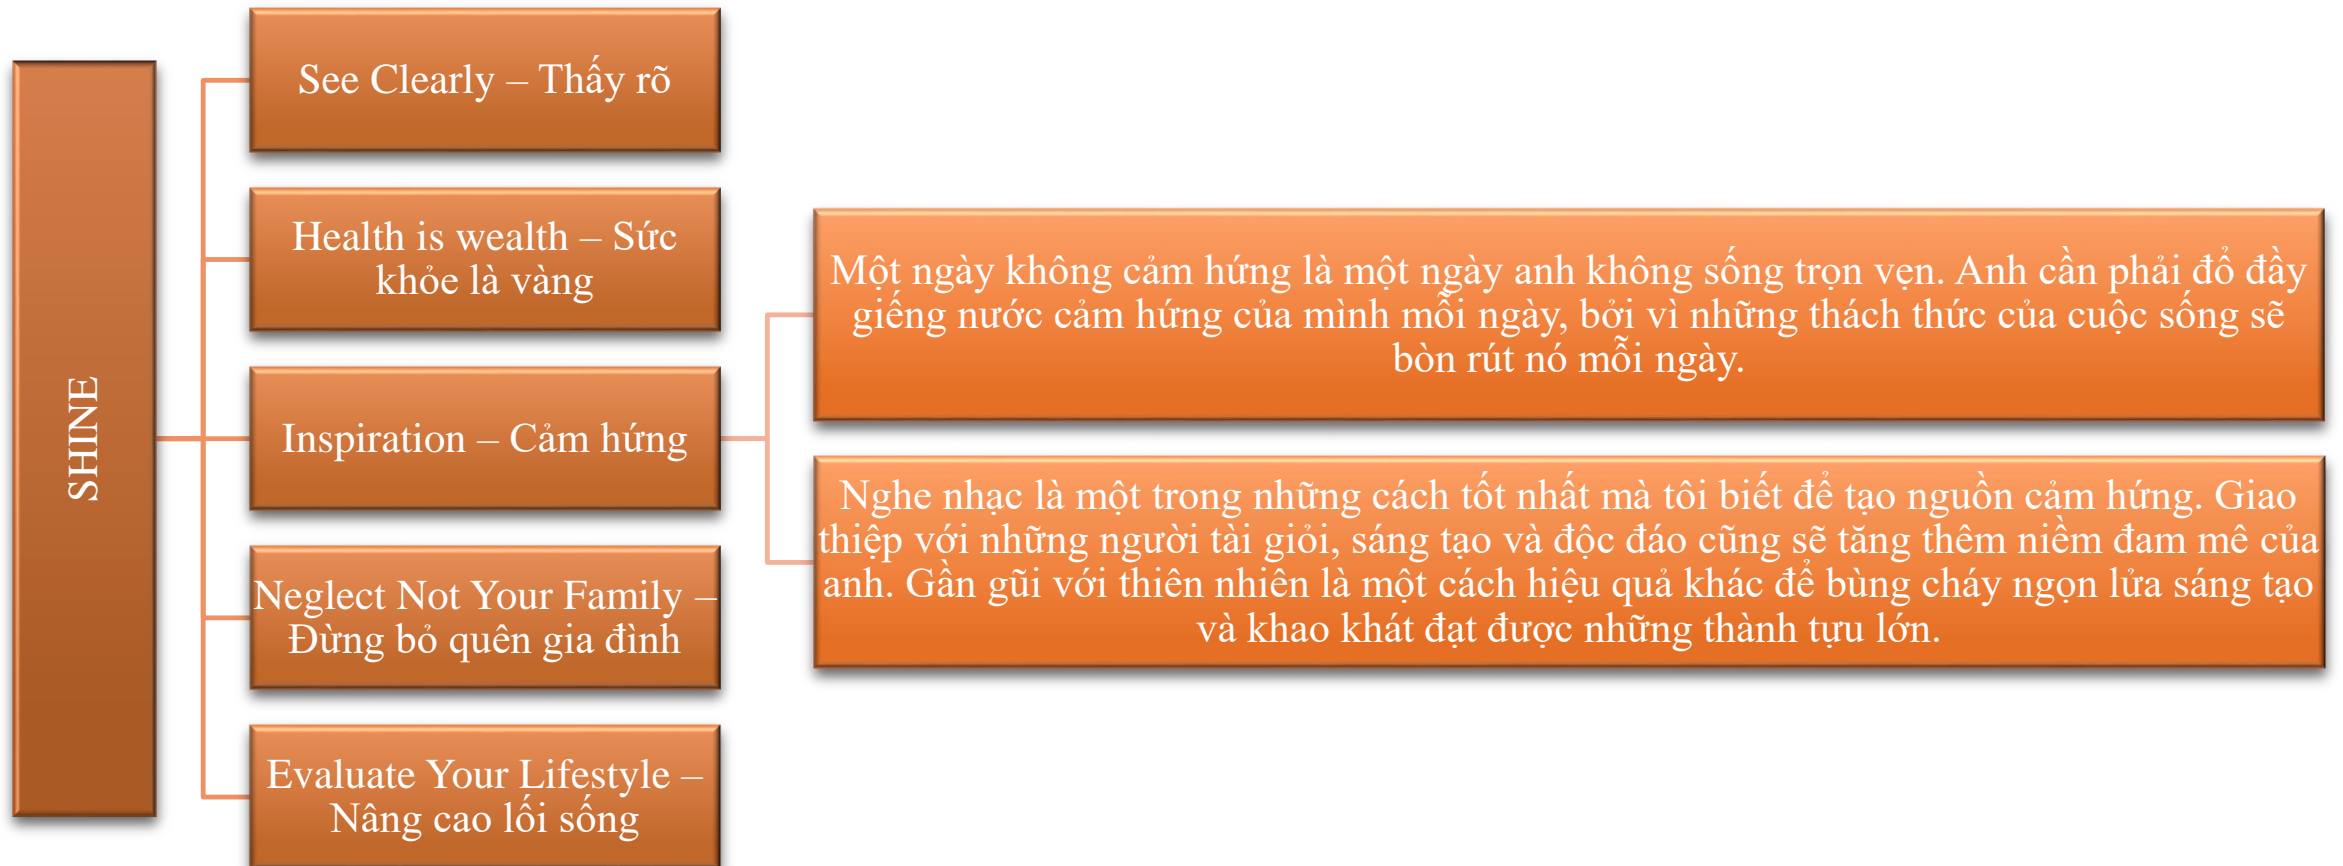 SHINE
See Clearly – Thấy rõ
Health is wealth – Sức
khỏe là vàng
Inspiration – Cảm hứng
Một ngày không cảm hứng là một ngày anh không sống trọn vẹn. Anh cần phải đổ đầy
giếng nước cảm hứng của mình mỗi ngày, bởi vì những thách thức của cuộc sống sẽ
bòn rút nó mỗi ngày.
Nghe nhạc là một trong những cách tốt nhất mà tôi biết để tạo nguồn cảm hứng. Giao
thiệp với những người tài giỏi, sáng tạo và độc đáo cũng sẽ tăng thêm niềm đam mê của
anh. Gần gũi với thiên nhiên là một cách hiệu quả khác để bùng cháy ngọn lửa sáng tạo
và khao khát đạt được những thành tựu lớn.
Neglect Not Your Family –
Đừng bỏ quên gia đình
Evaluate Your Lifestyle –
Nâng cao lối sống